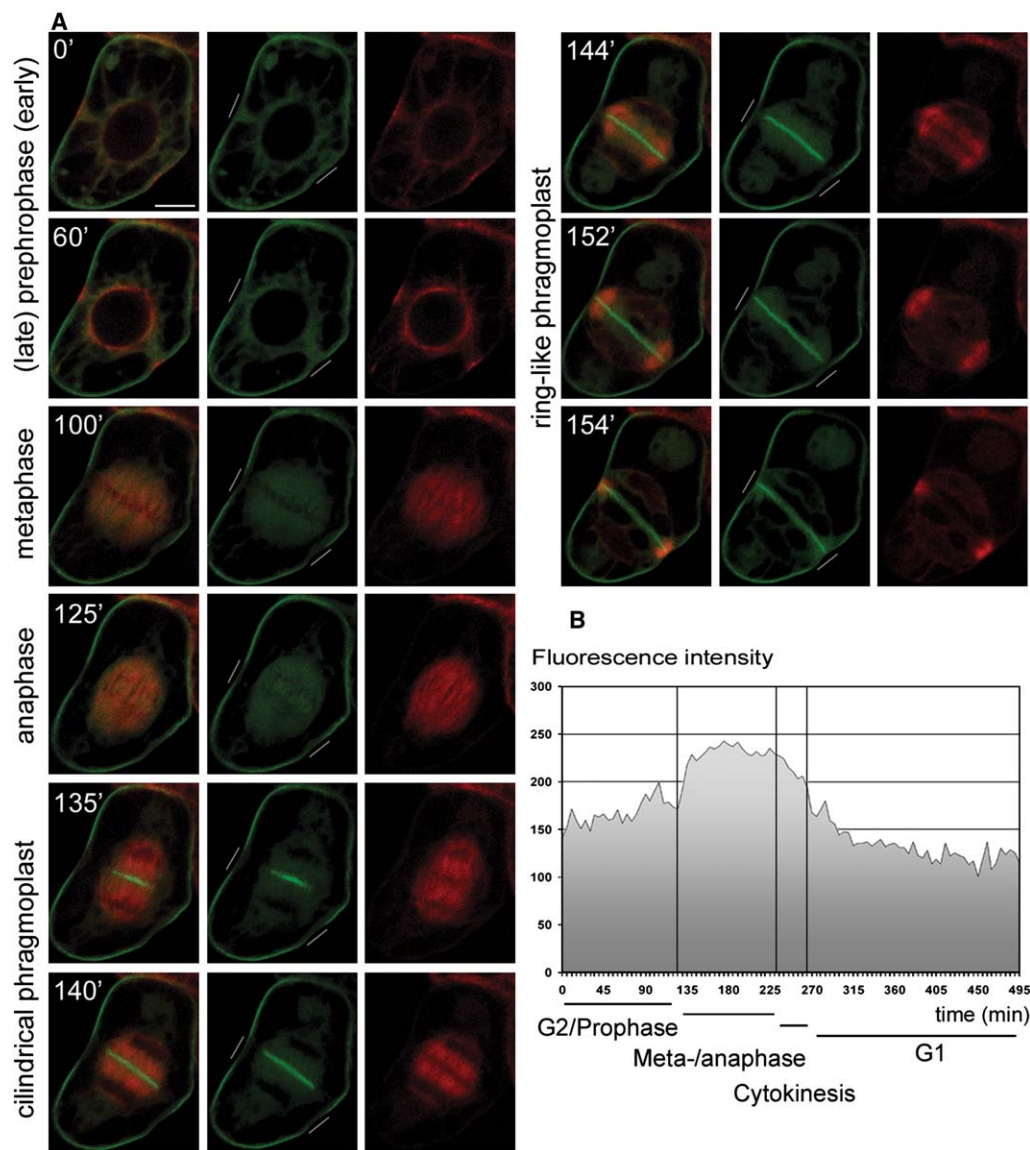 A
(late) prephrophase (early)
0'
60'
metaphase
100'
anaphase
125'
cilindrical phragmoplast
135'
140'
ring-like phragmoplast
144'
152'
154'
B
Fluorescence intensity
300
250
200
150
100
50
0
0 45 90 135 180 225 270 315 360 405 450 495
time (min)
G2/Prophase
Meta-/anaphase
Cytokinesis
G1